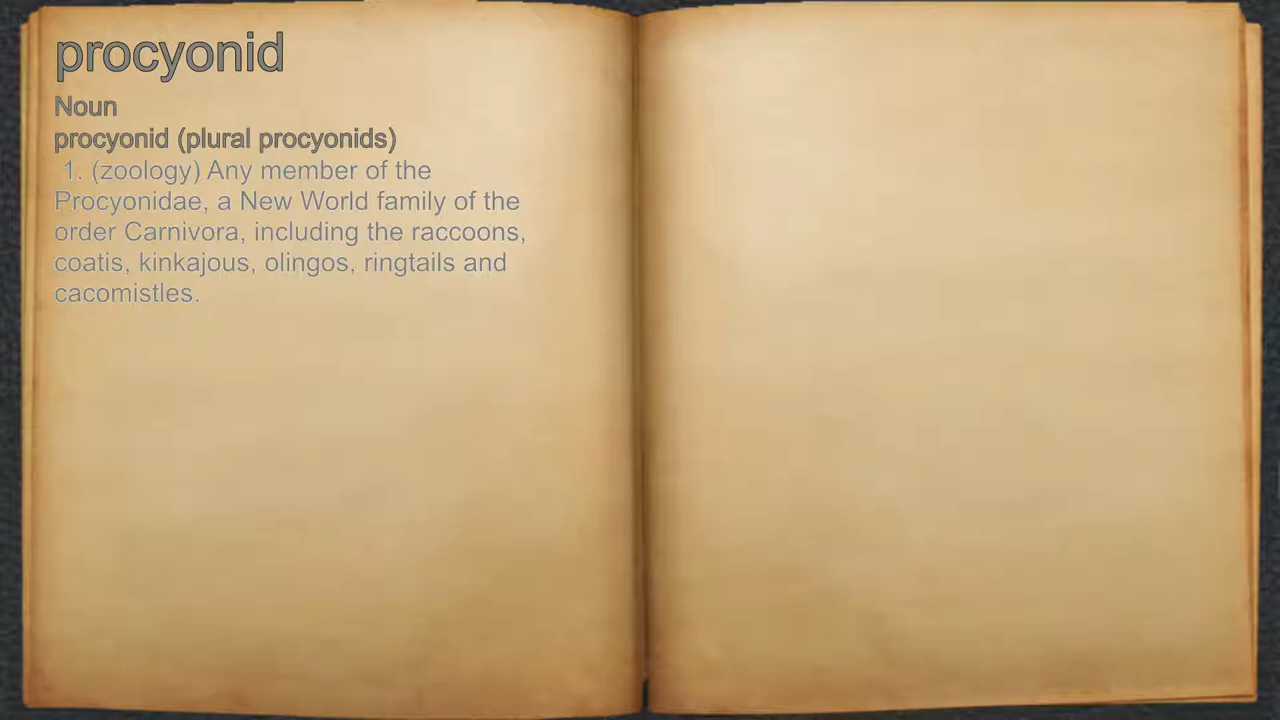 procyonid
Noun
procyonid (plural procyonids)
1. (zoology) Any member of the
Procyonidae, a New World family of the
order Carnivora, including the raccoons,
coatis, kinkajous, olingos, ringtails and
cacomistles.